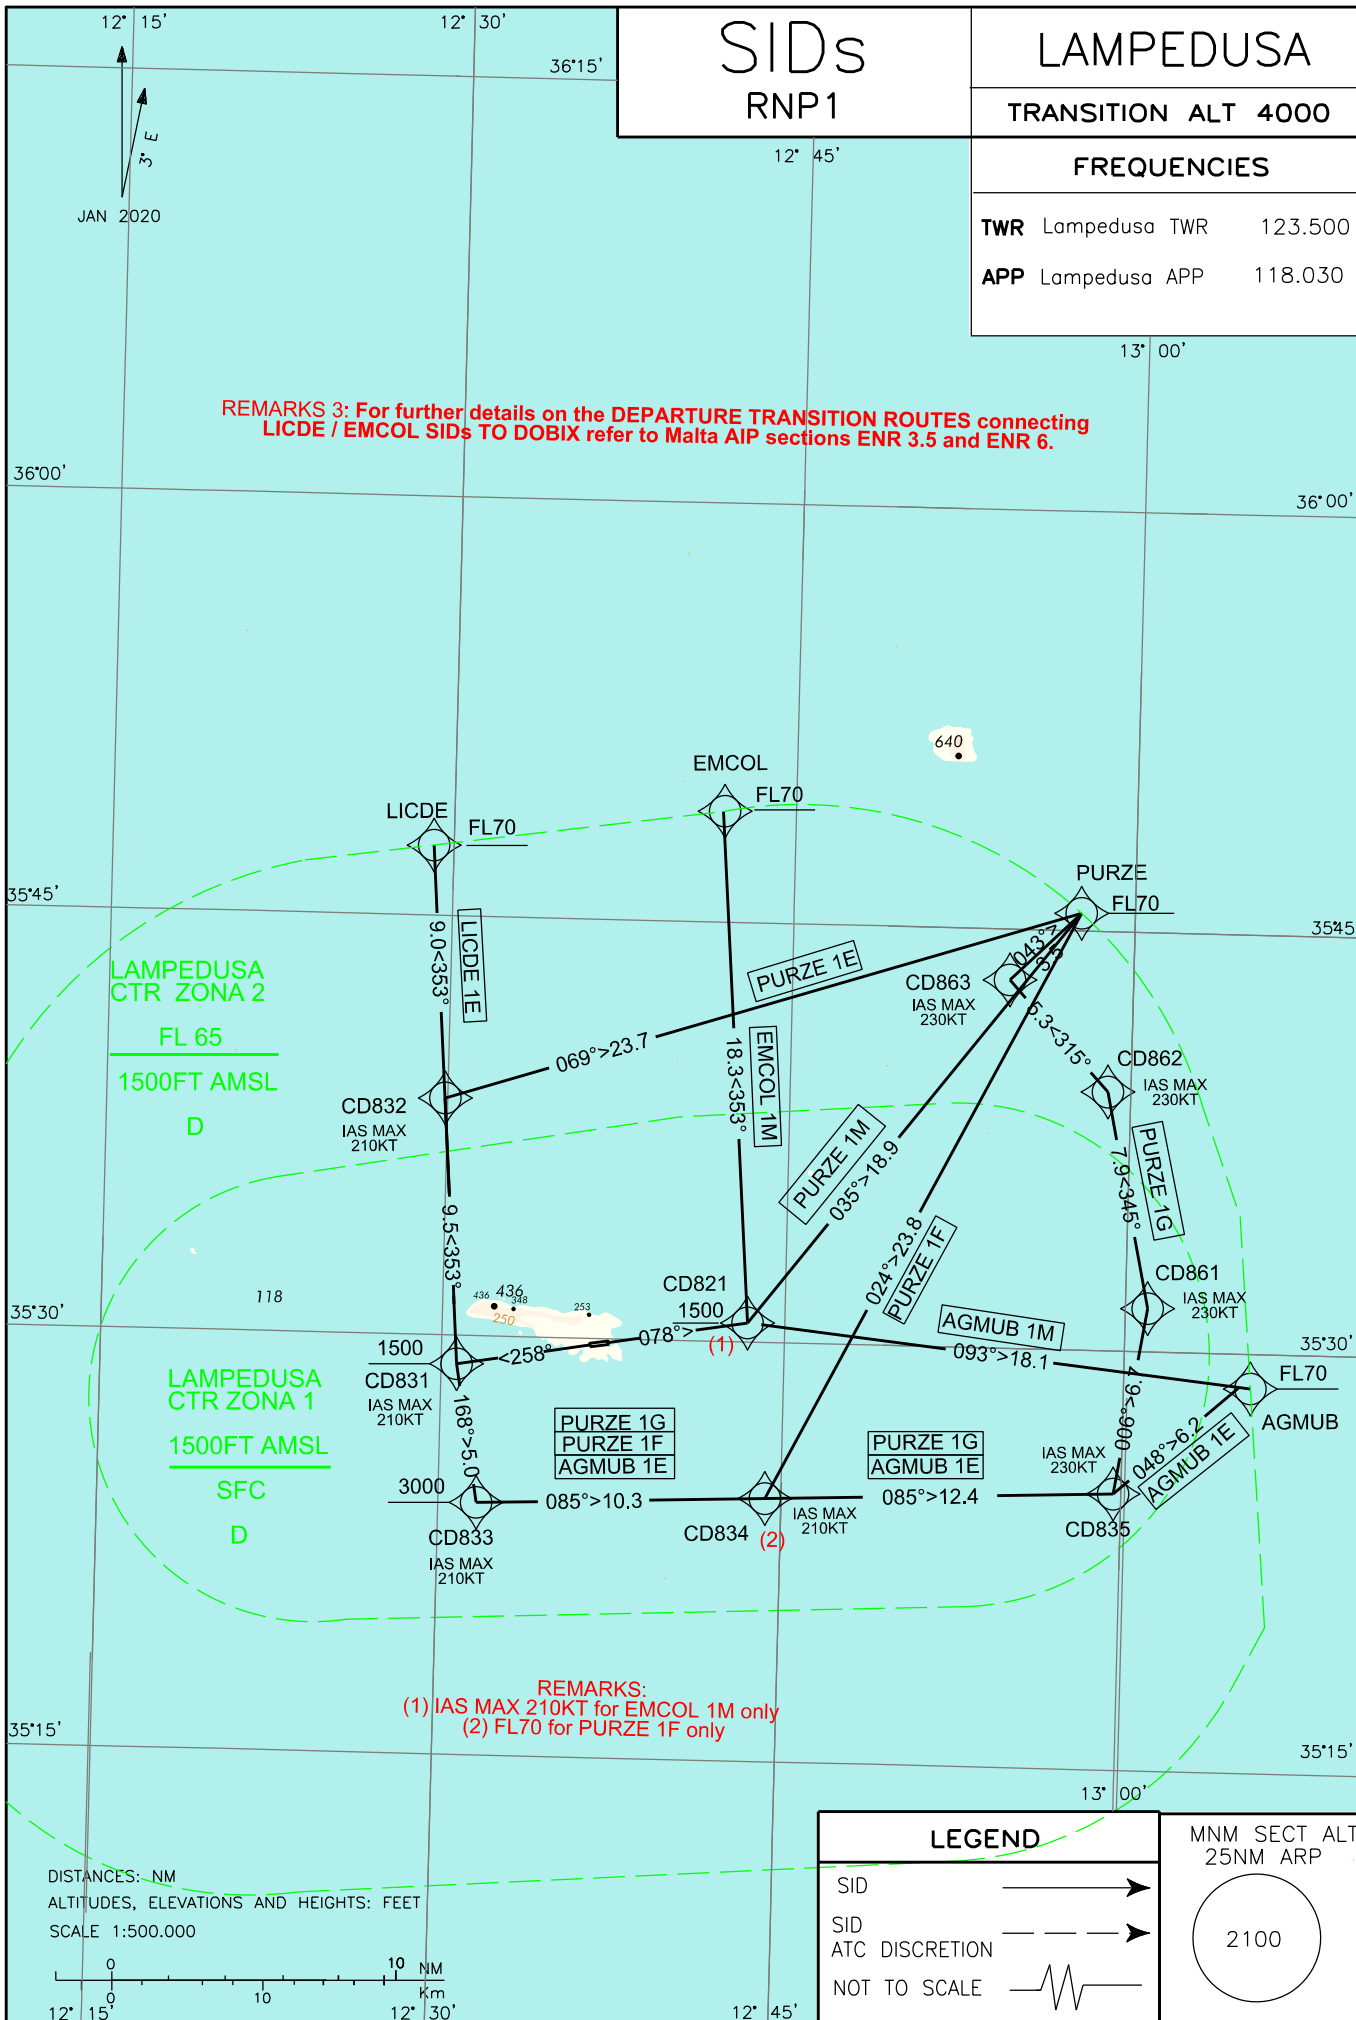 12° 15'
12° 30'
36°15'
SIDs
RNP1
LAMPEDUSA
TRANSITION ALT 4000
FREQUENCIES
TWR Lampedusa TWR 123.500
APP Lampedusa APP 118.030
3° E
JAN 2020
12° 45'
13° 00'
REMARKS 3: For further details on the DEPARTURE TRANSITION ROUTES connecting
LICDE / EMCOL SIDs TO DOBIX refer to Malta AIP sections ENR 3.5 and ENR 6.
36°00'
36°00'
640
EMCOL
FL70
LICDE
FL70
PURZE
FL70
35°45'
35°45
9.0<353°
LICDE 1E
LAMPEDUSA
CTR ZONA 2
FL 65
1500FT AMSL
D
PURZE 1E
069°>23.7
043°>
3.5
CD863
IAS MAX
230KT
5.3<315°
CD862
IAS MAX
230KT
18.3<353°
EMCOL 1M
CD832
IAS MAX
210KT
PURZE 1M
035°>18.9
7.9<345°
PURZE 1G
9.5<353°
024°>23.8
PURZE 1F
CD861
IAS MAX
230KT
118
436
436
348
253
250
CD821
1500
(1)
078°>
<258°
35°30'
35°30'
AGMUB 1M
093°>18.1
1500
CD831
IAS MAX
210KT
LAMPEDUSA
CTR ZONA 1
1500FT AMSL
SFC
D
FL70
AGMUB
168°>5.0
PURZE 1G
PURZE 1F
AGMUB 1E
PURZE 1G
AGMUB 1E
IAS MAX
230KT
048°>6.2
AGMUB 1E
3000
085°>10.3
085°>12.4
CD833
IAS MAX
210KT
CD834
(2)
IAS MAX
210KT
CD835
REMARKS:
(1) IAS MAX 210KT for EMCOL 1M only
(2) FL70 for PURZE 1F only
35°15'
35°15'
13° 00'
DISTANCES: NM
ALTITUDES, ELEVATIONS AND HEIGHTS: FEET
SCALE 1:500.000
0 10 NM
0 10 Km
12° 15'
12° 30'
12° 45'
LEGEND
SID
SID
ATC DISCRETION
NOT TO SCALE
MNM SECT ALT
25NM ARP
2100